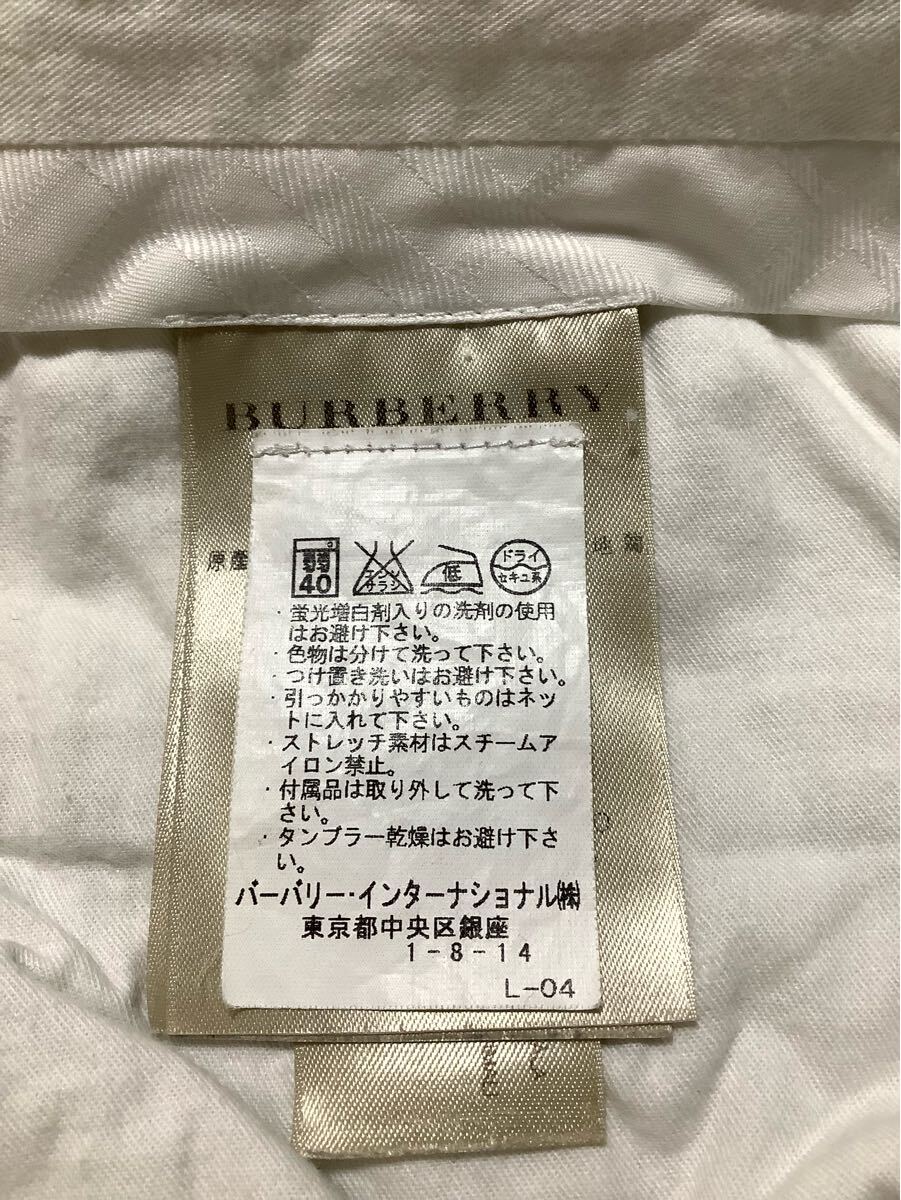 BURBERRY
原産 地 菊
弱 40 エンソ サラシ 低 ドライ セキユ系
・蛍光増白剤入りの洗剤の使用
はお避け下さい。
・色物は分けて洗って下さい。
・つけ置き洗いはお避け下さい。
・引っかかりやすいものはネッ
トに入れて下さい。
・ストレッチ素材はスチームア
イロン禁止。
・付属品は取り外して洗って下
さい。
・タンブラー乾燥はお避け下さ
い。
バーバリー・インターナショナル㈱
東京都中央区銀座
1-8-14
L-04